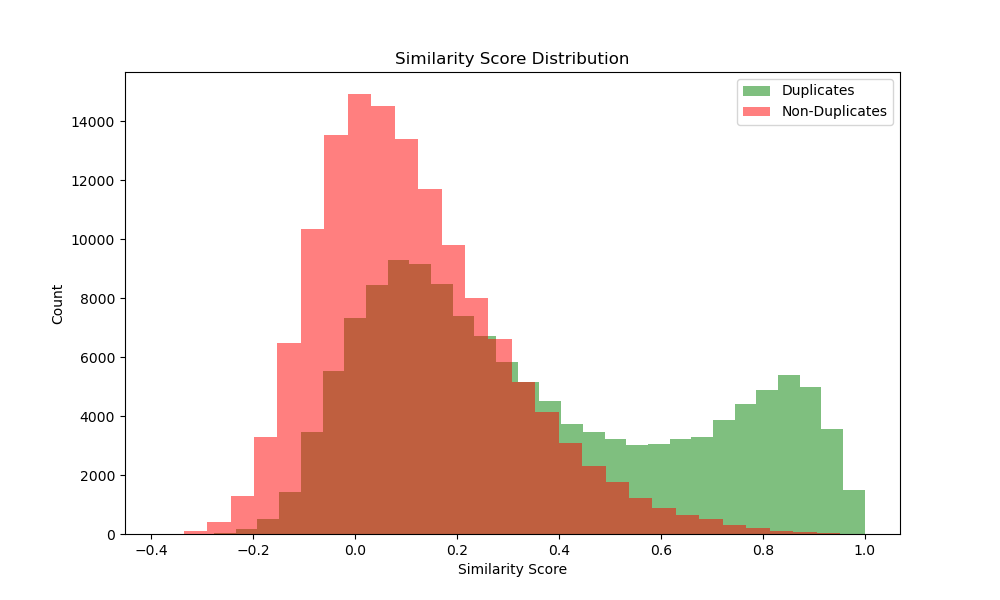 Similarity Score Distribution
Duplicates
Non-Duplicates
Count
14000
12000
10000
8000
6000
4000
2000
0
−0.4 −0.2 0.0 0.2 0.4 0.6 0.8 1.0
Similarity Score